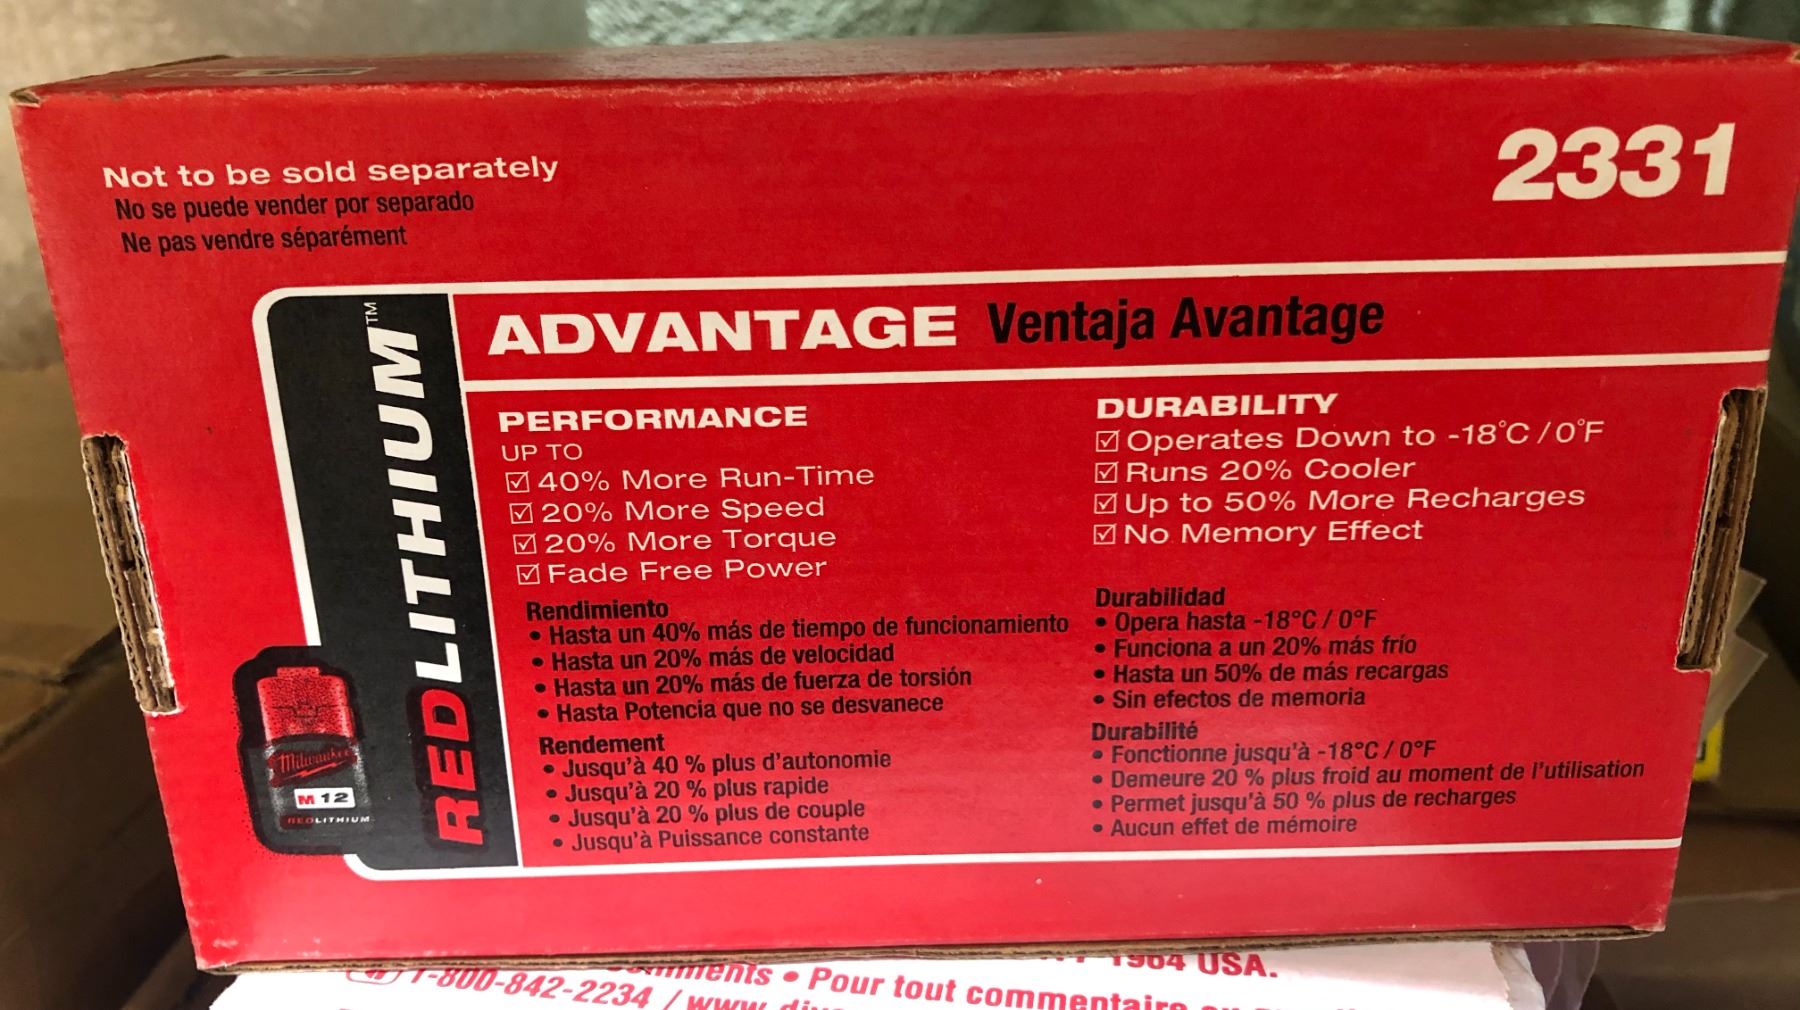 Not to be sold separately
No se puede vender por separado
Ne pas vendre séparément
2331
REDLITHIUM™
ADVANTAGE Ventaja Avantage
PERFORMANCE
UP TO
☑ 40% More Run-Time
☑ 20% More Speed
☑ 20% More Torque
☑ Fade Free Power
Rendimiento
• Hasta un 40% más de tiempo de funcionamiento
• Hasta un 20% más de velocidad
• Hasta un 20% más de fuerza de torsión
• Hasta Potencia que no se desvanece
Rendement
• Jusqu'à 40 % plus d'autonomie
• Jusqu'à 20 % plus rapide
• Jusqu'à 20 % plus de couple
• Jusqu'à Puissance constante
DURABILITY
☑ Operates Down to -18°C / 0°F
☑ Runs 20% Cooler
☑ Up to 50% More Recharges
☑ No Memory Effect
Durabilidad
• Opera hasta -18°C / 0°F
• Funciona a un 20% más frío
• Hasta un 50% de más recargas
• Sin efectos de memoria
Durabilité
• Fonctionne jusqu'à -18°C / 0°F
• Demeure 20 % plus froid au moment de l'utilisation
• Permet jusqu'à 50 % plus de recharges
• Aucun effet de mémoire
Milwaukee
M 12
REDLITHIUM
1964 USA.
• Pour tout
1-800-842-2234 / www.